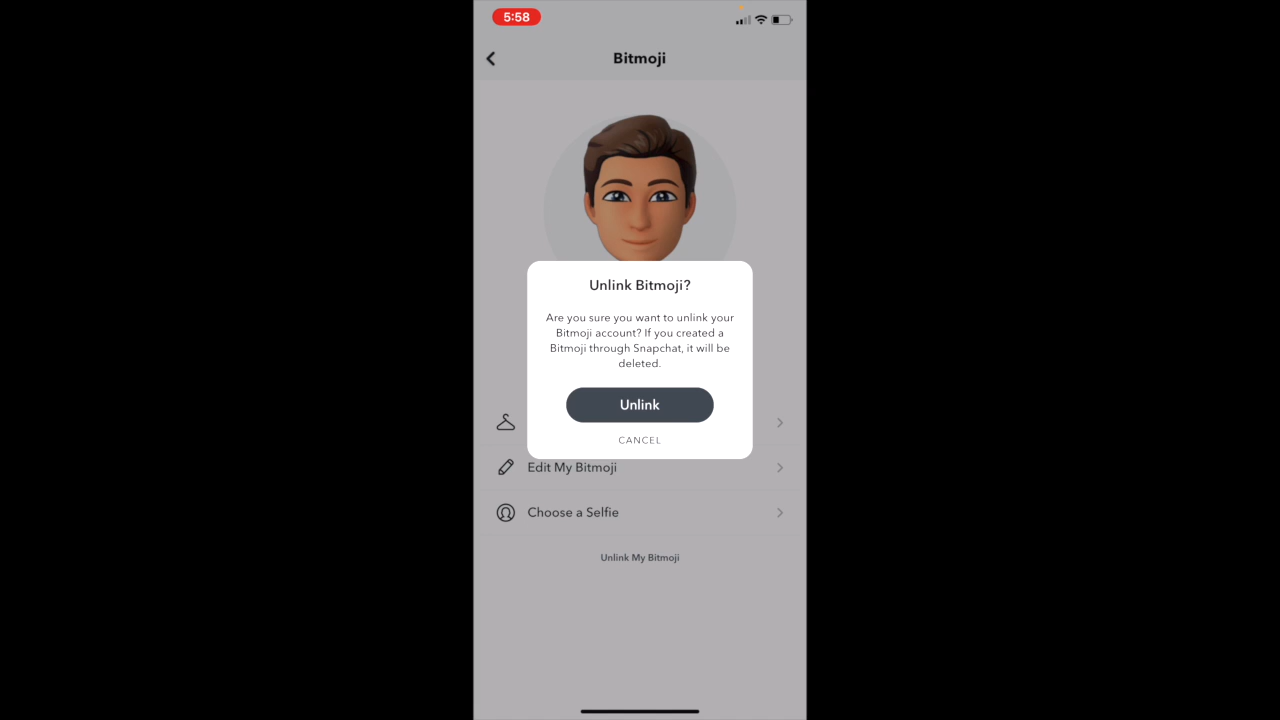 5:58
Bitmoji
Unlink Bitmoji?
Are you sure you want to unlink your
Bitmoji account? If you created a
Bitmoji through Snapchat, it will be
deleted.
Unlink
CANCEL
Edit My Bitmoji
Choose a Selfie
Unlink My Bitmoji